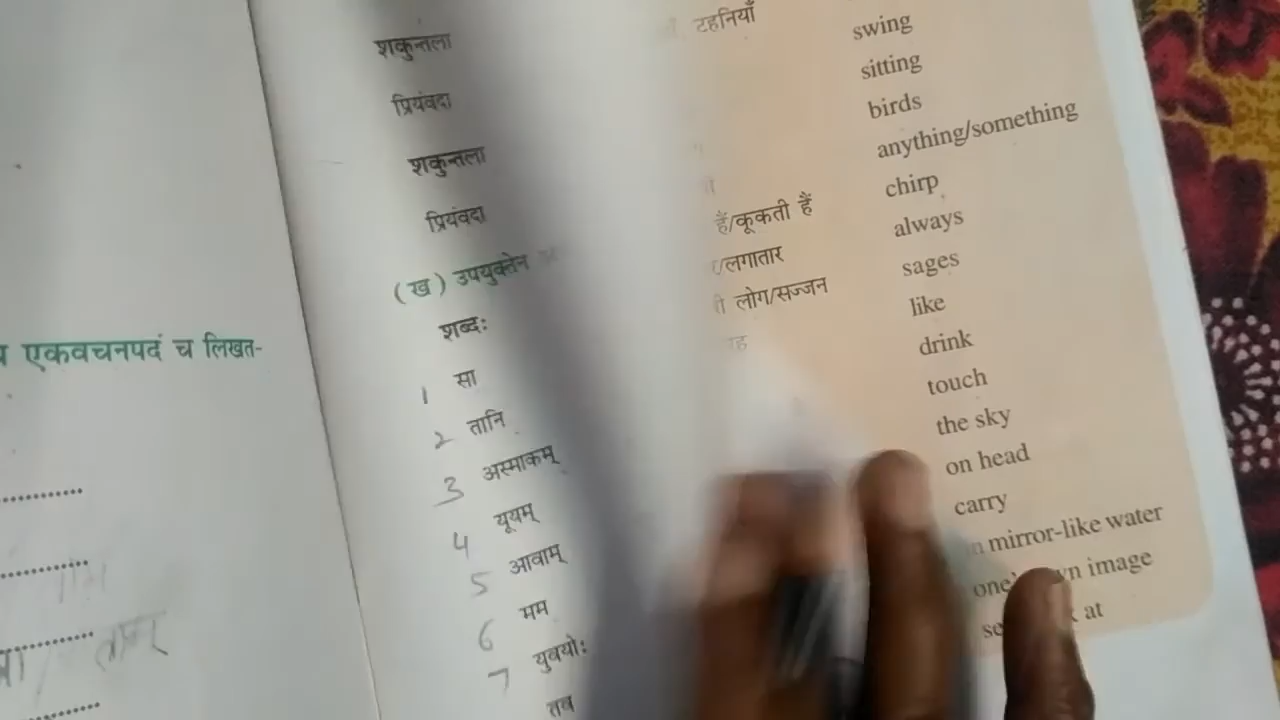 एकवचनपदं च लिखत-
शकुन्तला
प्रियंवदा
शकुन्तला
प्रियंवदा
(ख) उपयुक्तेन
शब्दः
1 सा
2 तानि
3 अस्माकम्
4 यूयम्
5 आवाम्
6 मम
7 युवयोः
तव
टहनियाँ swing
sitting
birds
anything/something
chirp
हैं/कूकती हैं always
/लगातार sages
लोग/सज्जन like
drink
touch
the sky
on head
carry
mirror-like water
image
at